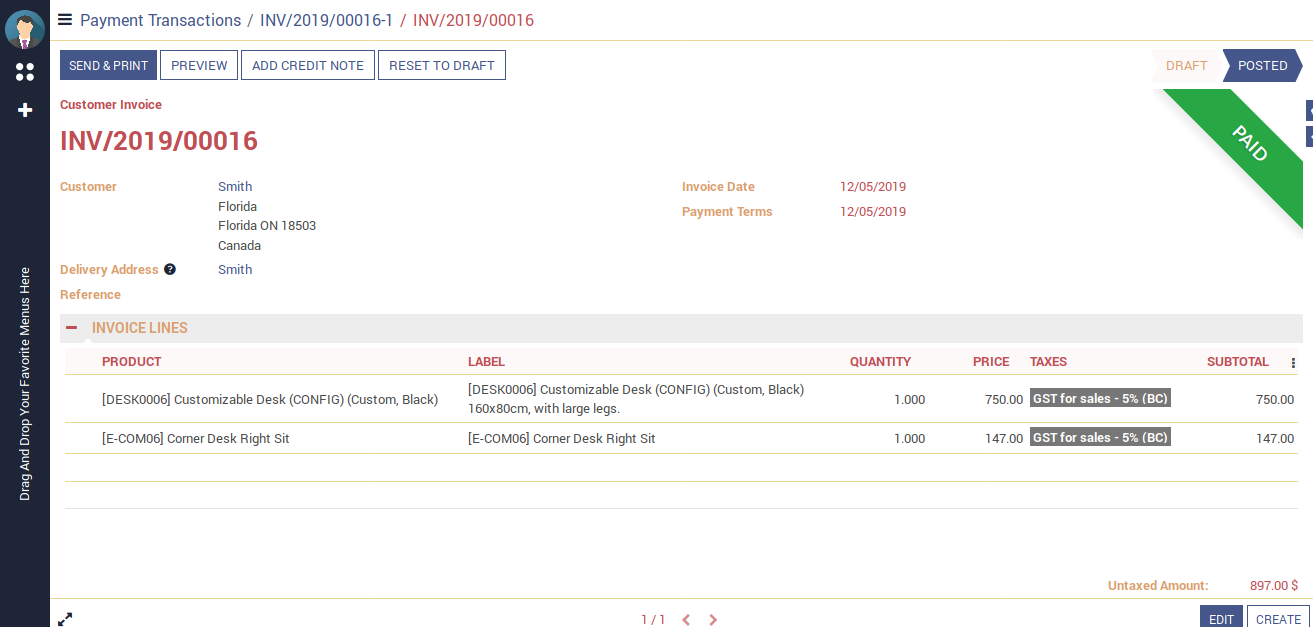 Payment Transactions / INV/2019/00016-1 / INV/2019/00016
SEND & PRINT PREVIEW ADD CREDIT NOTE RESET TO DRAFT DRAFT POSTED
PAID
Customer Invoice
INV/2019/00016
Customer Smith Invoice Date 12/05/2019
Florida Payment Terms 12/05/2019
Florida ON 18503
Canada
Delivery Address ? Smith
Reference
Drag And Drop Your Favorite Menus Here
INVOICE LINES
PRODUCT LABEL QUANTITY PRICE TAXES SUBTOTAL
[DESK0006] Customizable Desk (CONFIG) (Custom, Black) [DESK0006] Customizable Desk (CONFIG) (Custom, Black) 1.000 750.00 GST for sales - 5% (BC) 750.00
160x80cm, with large legs.
[E-COM06] Corner Desk Right Sit [E-COM06] Corner Desk Right Sit 1.000 147.00 GST for sales - 5% (BC) 147.00
Untaxed Amount: 897.00 $
1 / 1 EDIT CREATE